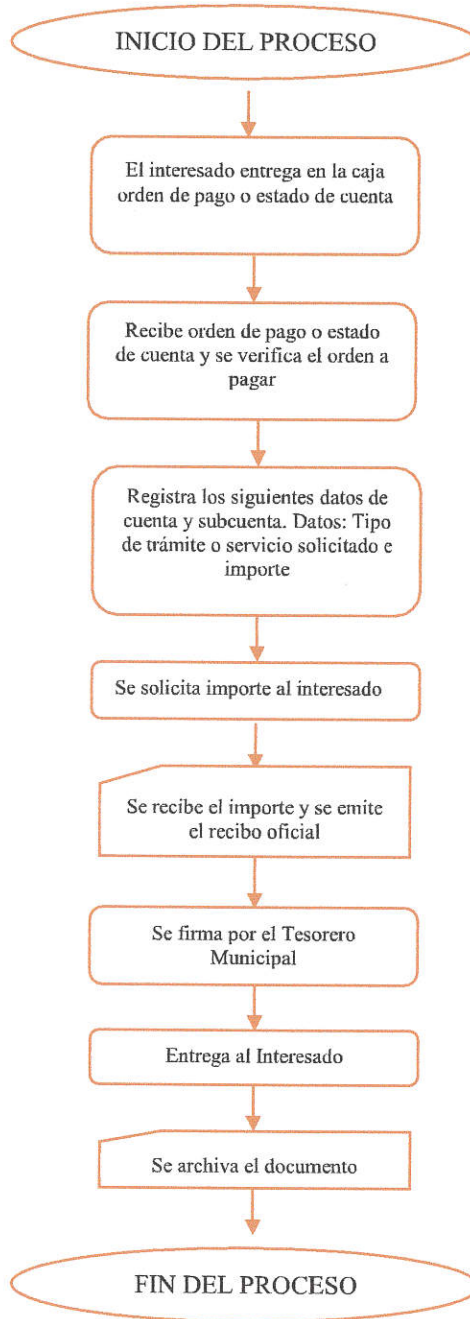 INICIO DEL PROCESO
El interesado entrega en la caja
orden de pago o estado de cuenta
Recibe orden de pago o estado
de cuenta y se verifica el orden a
pagar
Registra los siguientes datos de
cuenta y subcuenta. Datos: Tipo
de trámite o servicio solicitado e
importe
Se solicita importe al interesado
Se recibe el importe y se emite
el recibo oficial
Se firma por el Tesorero
Municipal
Entrega al Interesado
Se archiva el documento
FIN DEL PROCESO